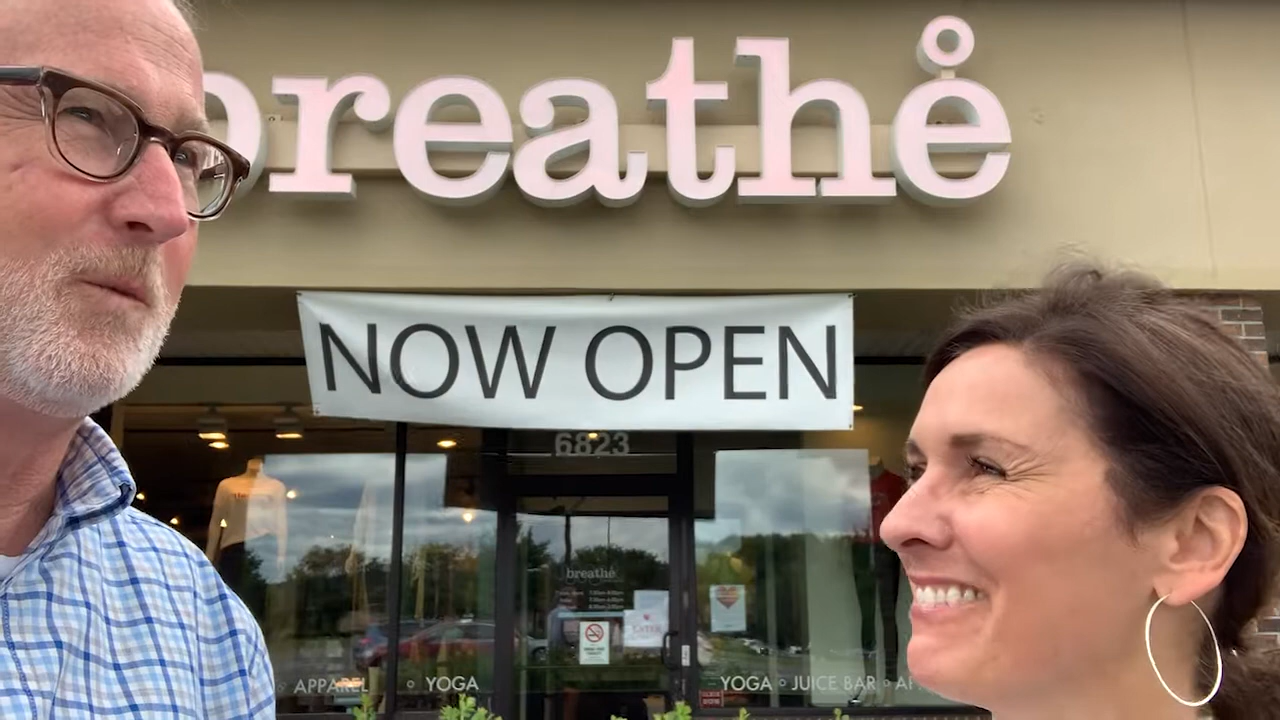 breathe
NOW OPEN
6823
breathe
APPAREL ° YOGA
YOGA ° JUICE BAR °